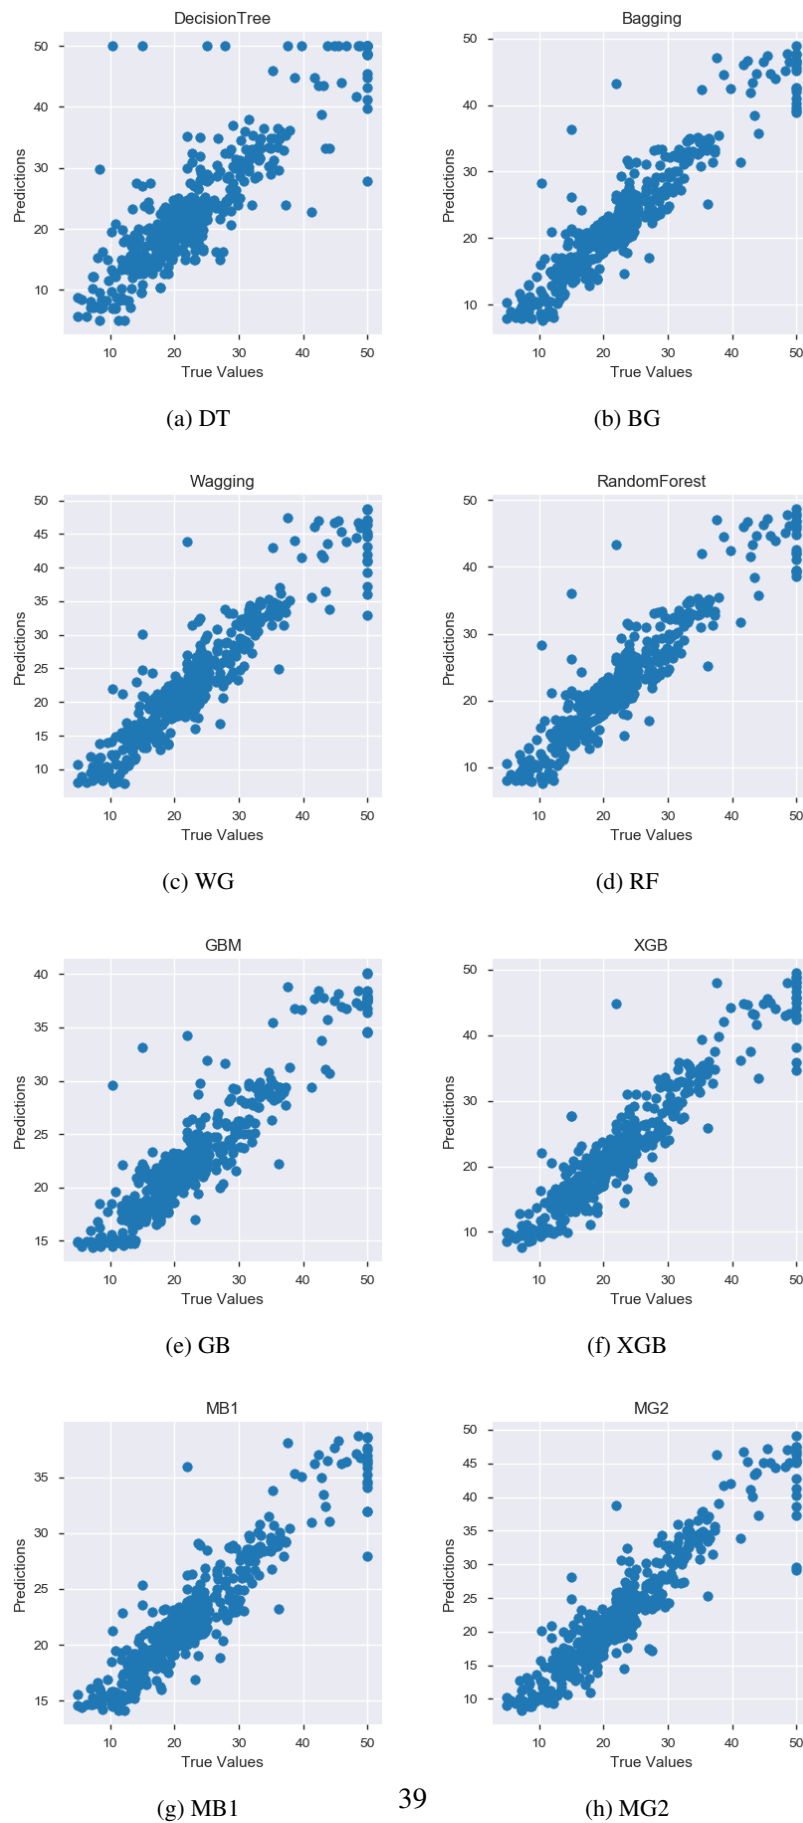 DecisionTree
50
40
30
20
10
Predictions
10 20 30 40 50
True Values
(a) DT
Bagging
50
40
30
20
10
Predictions
10 20 30 40 50
True Values
(b) BG
Wagging
50
45
40
35
30
25
20
15
10
Predictions
10 20 30 40 50
True Values
(c) WG
RandomForest
50
40
30
20
10
Predictions
10 20 30 40 50
True Values
(d) RF
GBM
40
35
30
25
20
15
Predictions
10 20 30 40 50
True Values
(e) GB
XGB
50
40
30
20
10
Predictions
10 20 30 40 50
True Values
(f) XGB
MB1
35
30
25
20
15
Predictions
10 20 30 40 50
True Values
(g) MB1
MG2
50
45
40
35
30
25
20
15
10
Predictions
10 20 30 40 50
True Values
(h) MG2
39